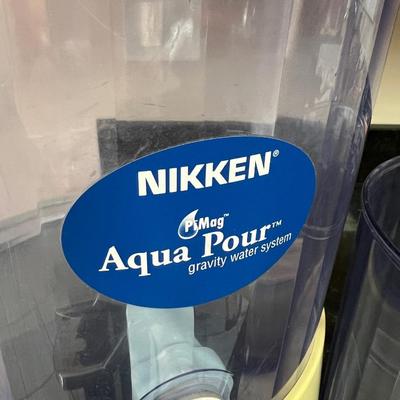 NIKKEN®
PiMag™
Aqua Pour™
gravity water system